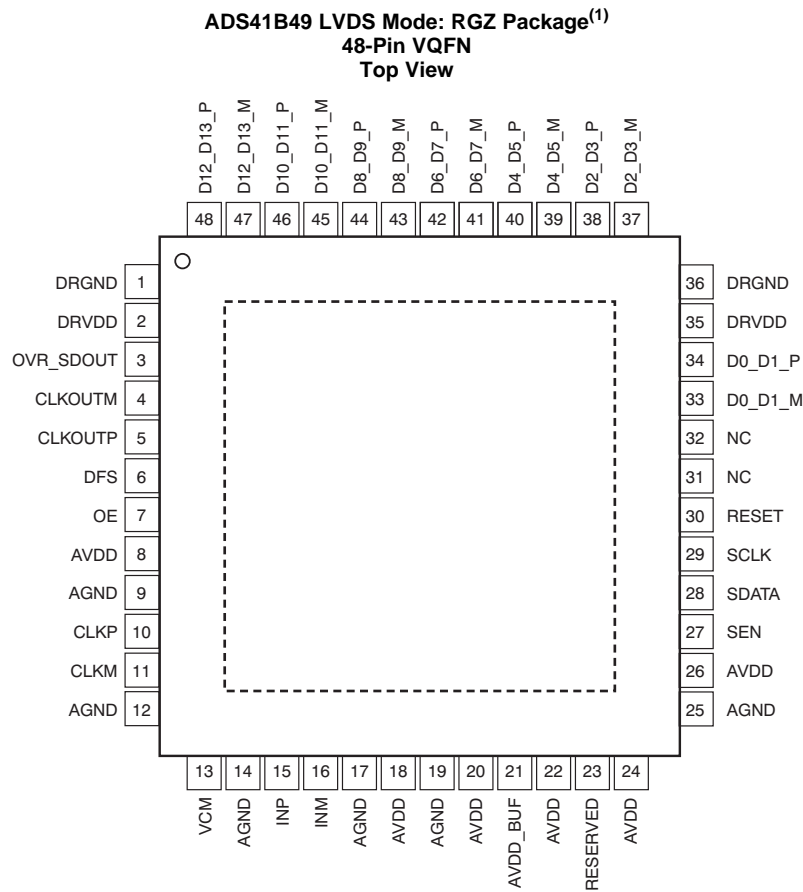 ADS41B49 LVDS Mode: RGZ Package(1)
48-Pin VQFN
Top View
D12_D13_P
D12_D13_M
D10_D11_P
D10_D11_M
D8_D9_P
D8_D9_M
D6_D7_P
D6_D7_M
D4_D5_P
D4_D5_M
D2_D3_P
D2_D3_M
48 47 46 45 44 43 42 41 40 39 38 37
DRGND 1 36 DRGND
DRVDD 2 35 DRVDD
OVR_SDOUT 3 34 D0_D1_P
CLKOUTM 4 33 D0_D1_M
CLKOUTP 5 32 NC
DFS 6 31 NC
OE 7 30 RESET
AVDD 8 29 SCLK
AGND 9 28 SDATA
CLKP 10 27 SEN
CLKM 11 26 AVDD
AGND 12 25 AGND
13 14 15 16 17 18 19 20 21 22 23 24
VCM
AGND
INP
INM
AGND
AVDD
AGND
AVDD
AVDD_BUF
AVDD
RESERVED
AVDD